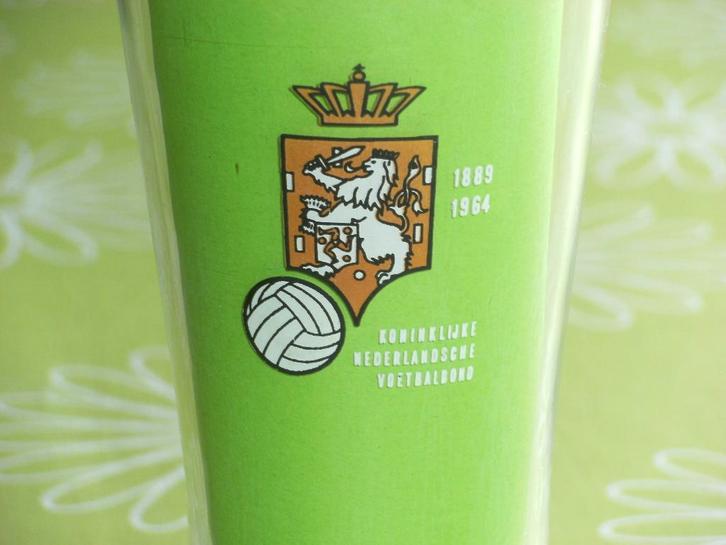 1889
1964
KONINKLIJKE
NEDERLANDSCHE
VOETBALBOND